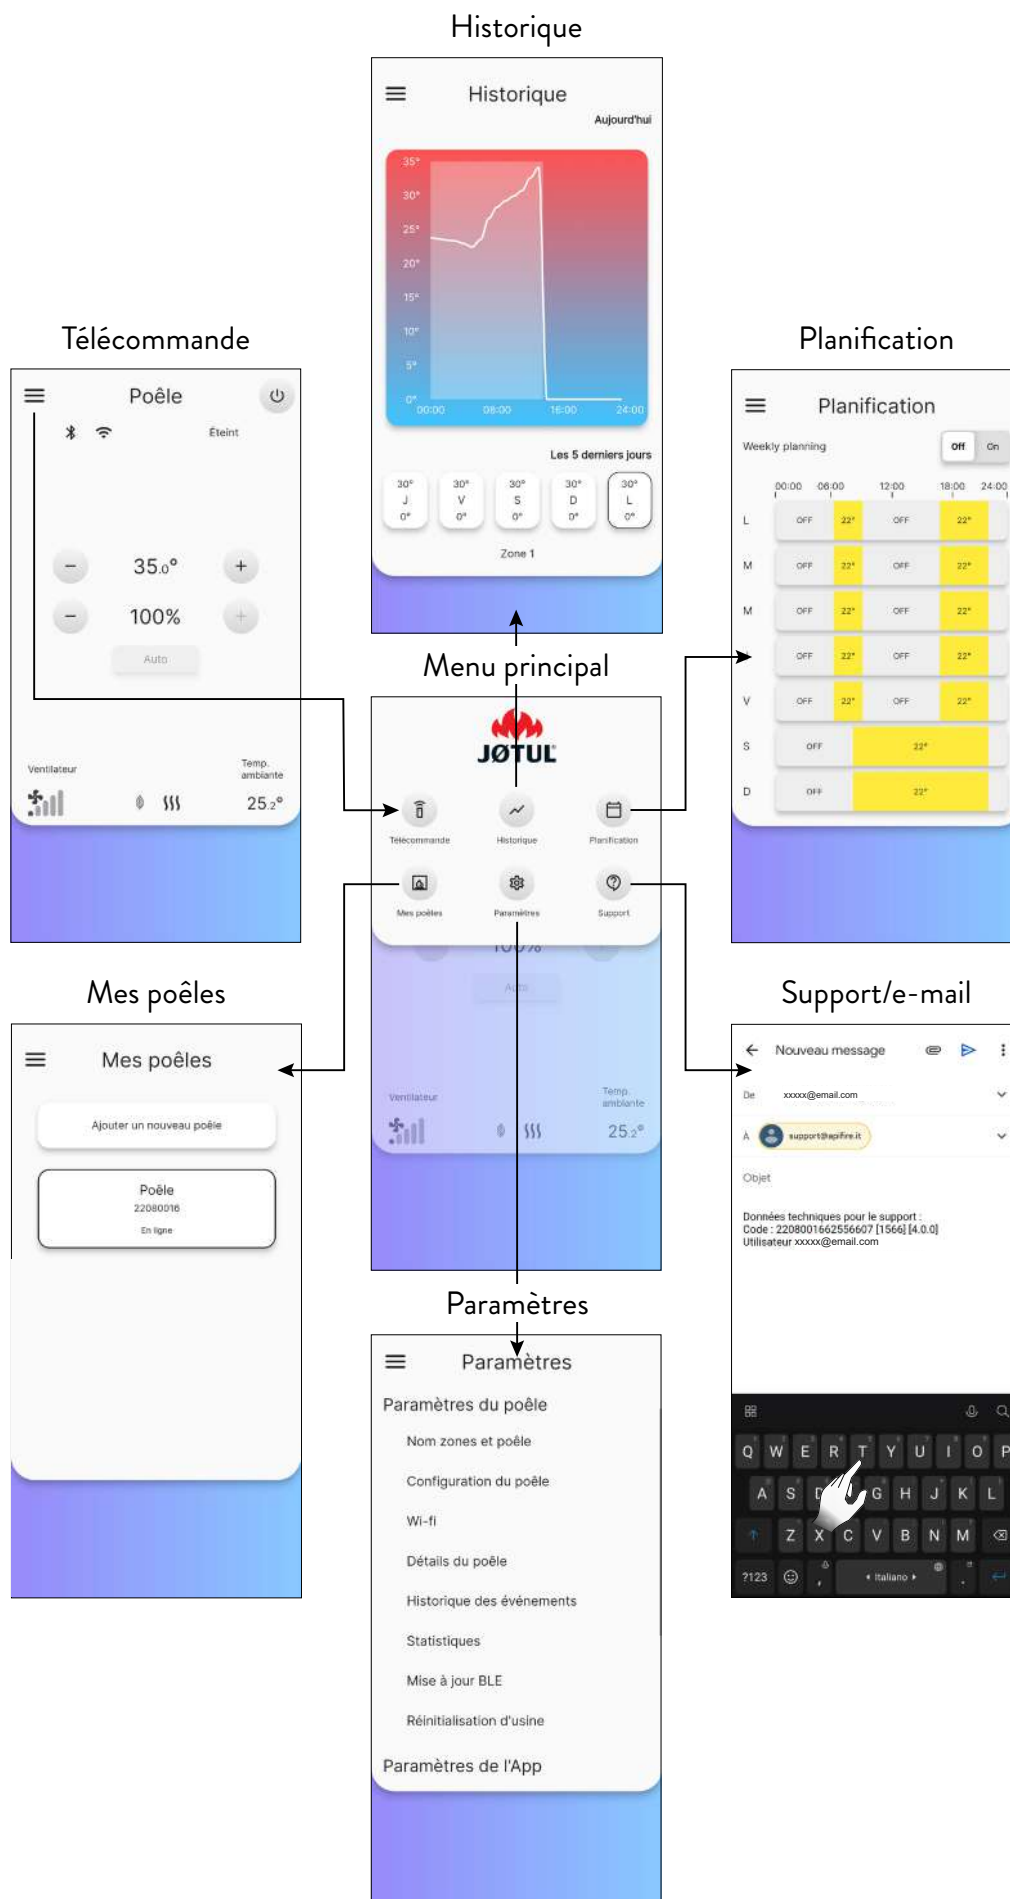 Historique
Historique
Aujourd'hui
35°
30°
25°
20°
15°
10°
5°
0°
00:00 08:00 16:00 24:00
Les 5 derniers jours
30° 30° 30° 30° 30°
J V S D L
0° 0° 0° 0° 0°
Zone 1
Télécommande
Poêle
Éteint
35.0°
100%
Auto
Ventilateur
Temp.
ambiante
25.2°
Planification
Planification
Weekly planning Off On
00:00 06:00 12:00 18:00 24:00
L OFF 22° OFF 22°
M OFF 22° OFF 22°
M OFF 22° OFF 22°
OFF 22° OFF 22°
V OFF 22° OFF 22°
S OFF 22°
D OFF 22°
Menu principal
JØTUL
Télécommande Historique Planification
Mes poêles Paramètres Support
100%
Auto
Ventilateur
Temp.
ambiante
25.2°
Mes poêles
Mes poêles
Ajouter un nouveau poêle
Poêle
22080016
En ligne
Support/e-mail
Nouveau message
De xxxxx@email.com
À support@apifire.it
Objet
Données techniques pour le support :
Code : 2208001662556607 [1566] [4.0.0]
Utilisateur xxxxx@email.com
Q W E R T Y U I O P
A S D G H J K L
Z X C V B N M
?123 , Italiano .
Paramètres
Paramètres
Paramètres du poêle
Nom zones et poêle
Configuration du poêle
Wi-fi
Détails du poêle
Historique des événements
Statistiques
Mise à jour BLE
Réinitialisation d'usine
Paramètres de l'App